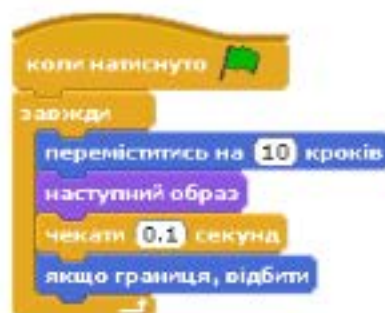 коли натиснуто
завжди
переміститись на 10 кроків
наступний образ
чекати 0.1 секунд
якщо границя, відбити